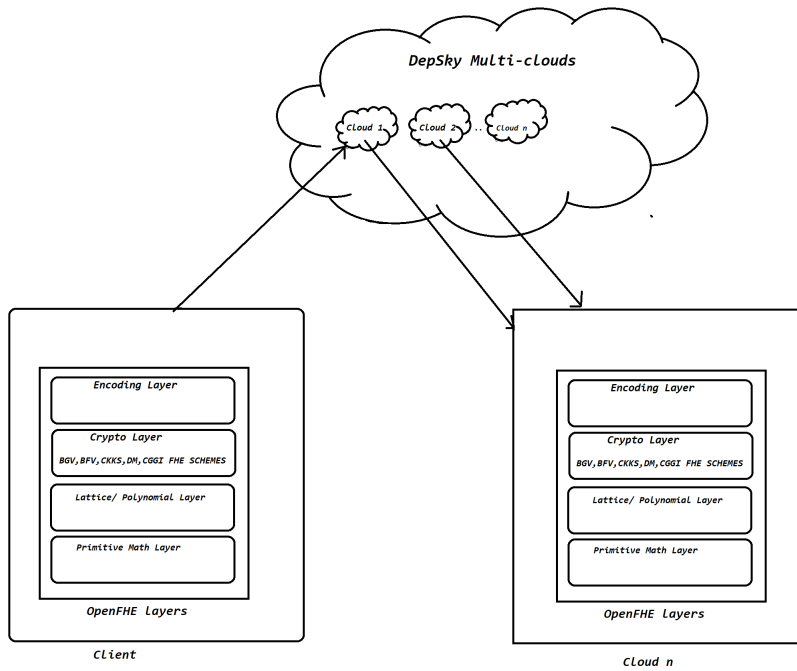 DepSky Multi-clouds
Cloud 1
Cloud 2
..
Cloud n
Encoding Layer
Crypto Layer
BGV,BFV,CKKS,DM,CGGI FHE SCHEMES
Lattice/ Polynomial Layer
Primitive Math Layer
OpenFHE layers
Client
Encoding Layer
Crypto Layer
BGV,BFV,CKKS,DM,CGGI FHE SCHEMES
Lattice/ Polynomial Layer
Primitive Math Layer
OpenFHE layers
Cloud n